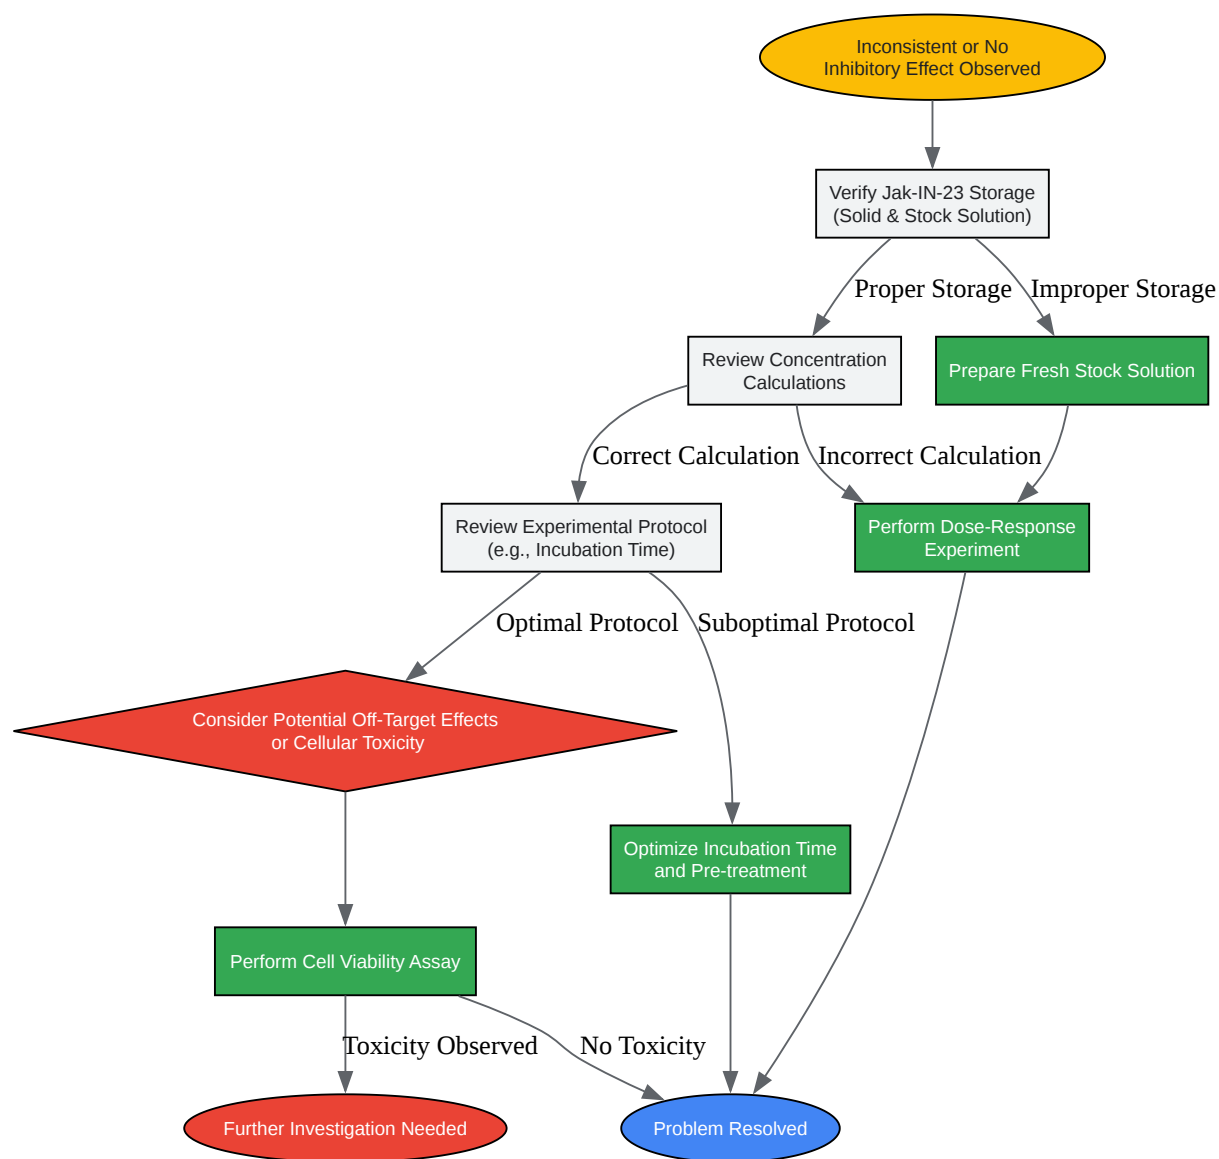 Inconsistent or No
Inhibitory Effect Observed
Verify Jak-IN-23 Storage
(Solid & Stock Solution)
Proper Storage
Improper Storage
Review Concentration
Calculations
Prepare Fresh Stock Solution
Correct Calculation
Incorrect Calculation
Review Experimental Protocol
(e.g., Incubation Time)
Perform Dose-Response
Experiment
Optimal Protocol
Suboptimal Protocol
Consider Potential Off-Target Effects
or Cellular Toxicity
Optimize Incubation Time
and Pre-treatment
Perform Cell Viability Assay
Toxicity Observed
No Toxicity
Further Investigation Needed
Problem Resolved